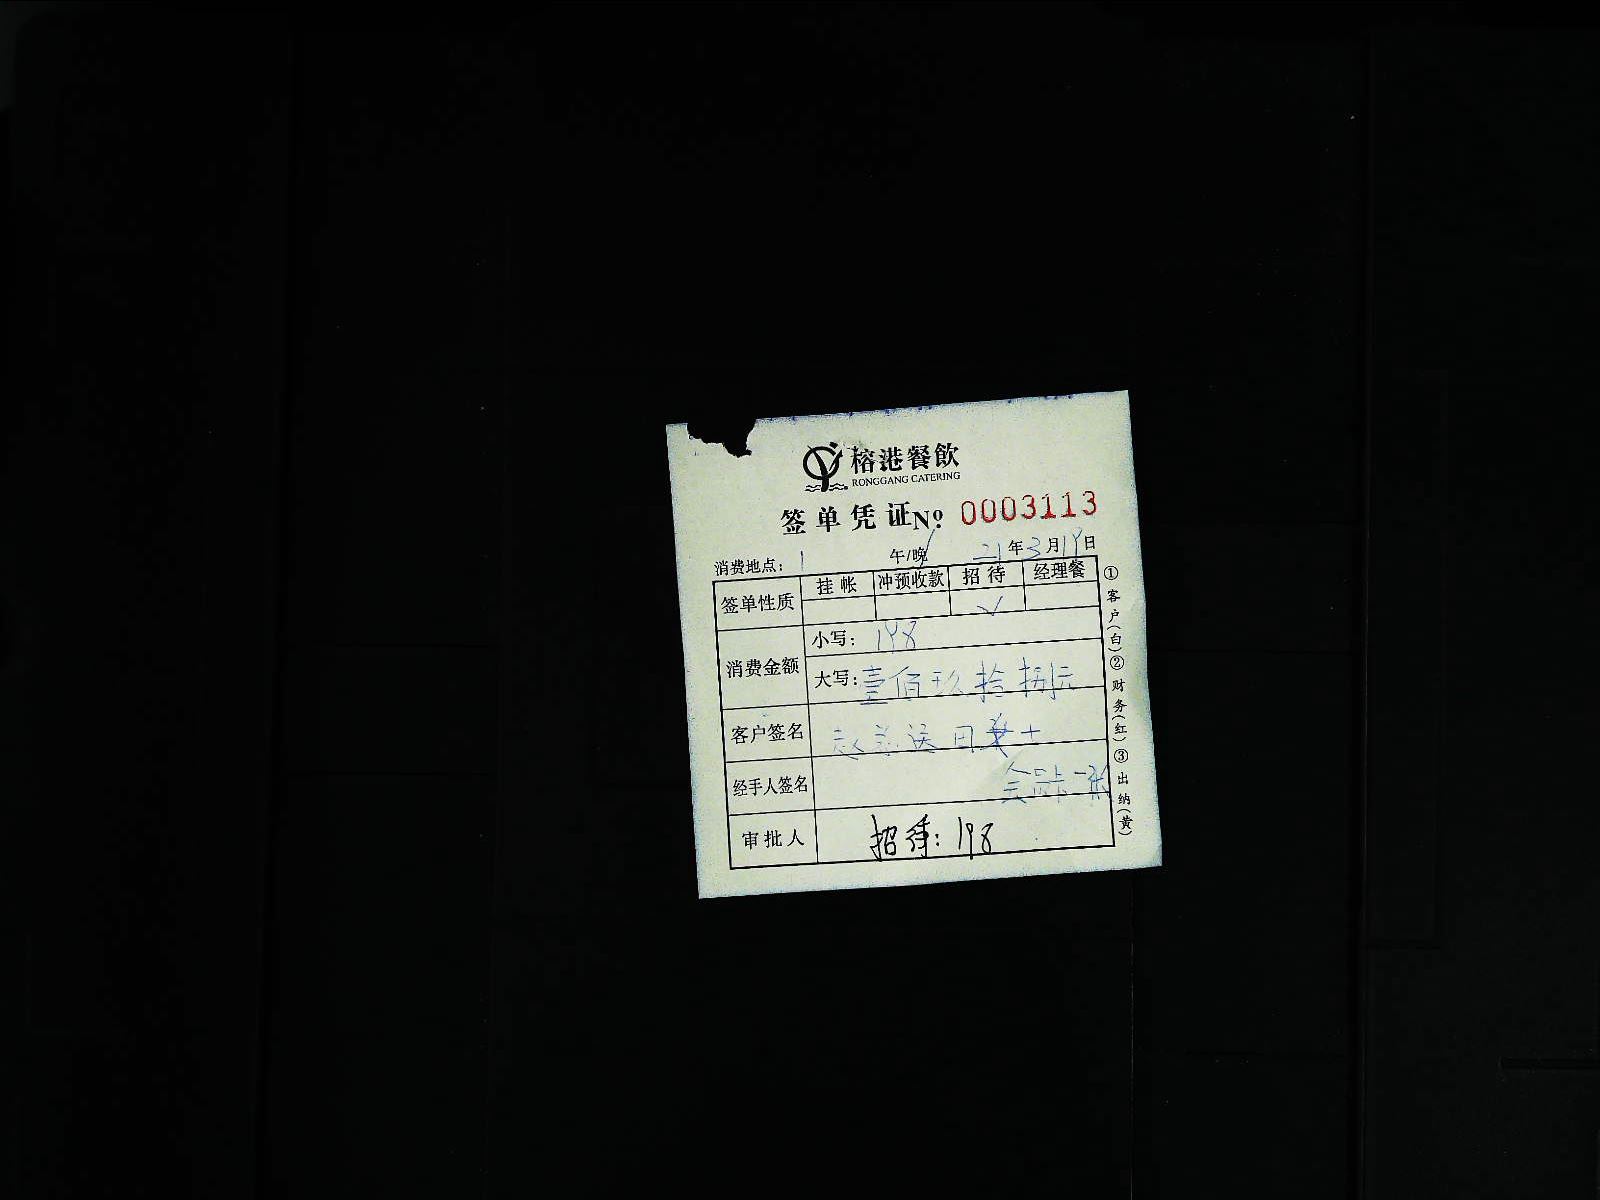 榕港餐飲
RONGGANG CATERING
签单凭证 № 0003113
消费地点： 午/晚 21年3月19日
签单性质 挂帐 冲预收款 招待 经理餐
✓
消费金额 小写：198
大写：壹佰玖拾捌元
客户签名
经手人签名 一张
审批人 招待：198
①客户(白)②财务(红)③出纳(黄)